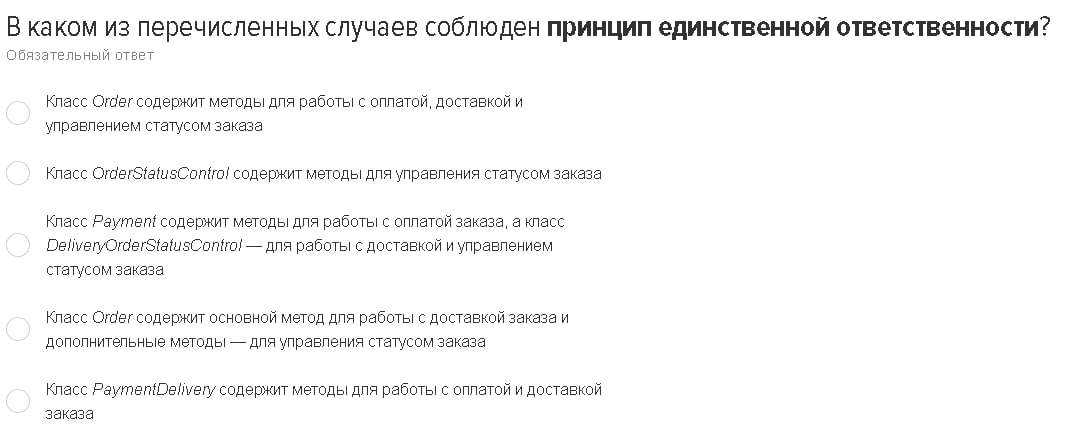 В каком из перечисленных случаев соблюден принцип единственной ответственности?
Обязательный ответ
Класс Order содержит методы для работы с оплатой, доставкой и
управлением статусом заказа
Класс OrderStatusControl содержит методы для управления статусом заказа
Класс Payment содержит методы для работы с оплатой заказа, а класс
DeliveryOrderStatusControl — для работы с доставкой и управлением
статусом заказа
Класс Order содержит основной метод для работы с доставкой заказа и
дополнительные методы — для управления статусом заказа
Класс PaymentDelivery содержит методы для работы с оплатой и доставкой
заказа